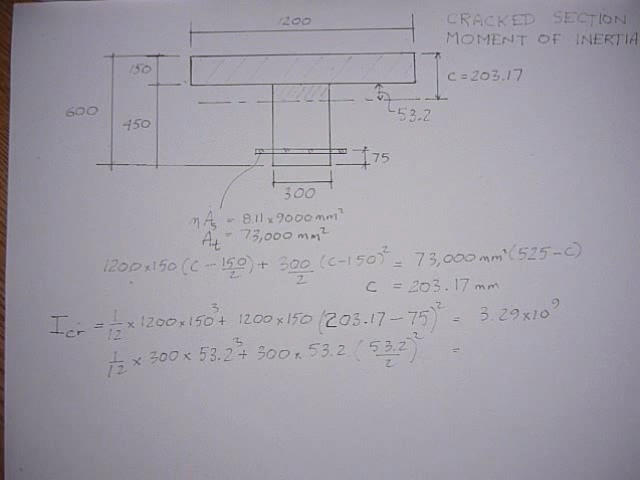 1200
CRACKED SECTION
MOMENT OF INERTIA
150
C = 203.17
600
450
53.2
75
300
nAs = 8.11 x 9000 mm²
At = 73,000 mm²
1200 x 150 (C - 150/2) + 300/2 (C - 150)² = 73,000 mm² (525 - C)
C = 203.17 mm
Icr = 1/12 x 1200 x 150³ + 1200 x 150 (203.17 - 75)² = 3.29 x 10⁹
1/12 x 300 x 53.2³ + 300 x 53.2 (53.2/2)² =